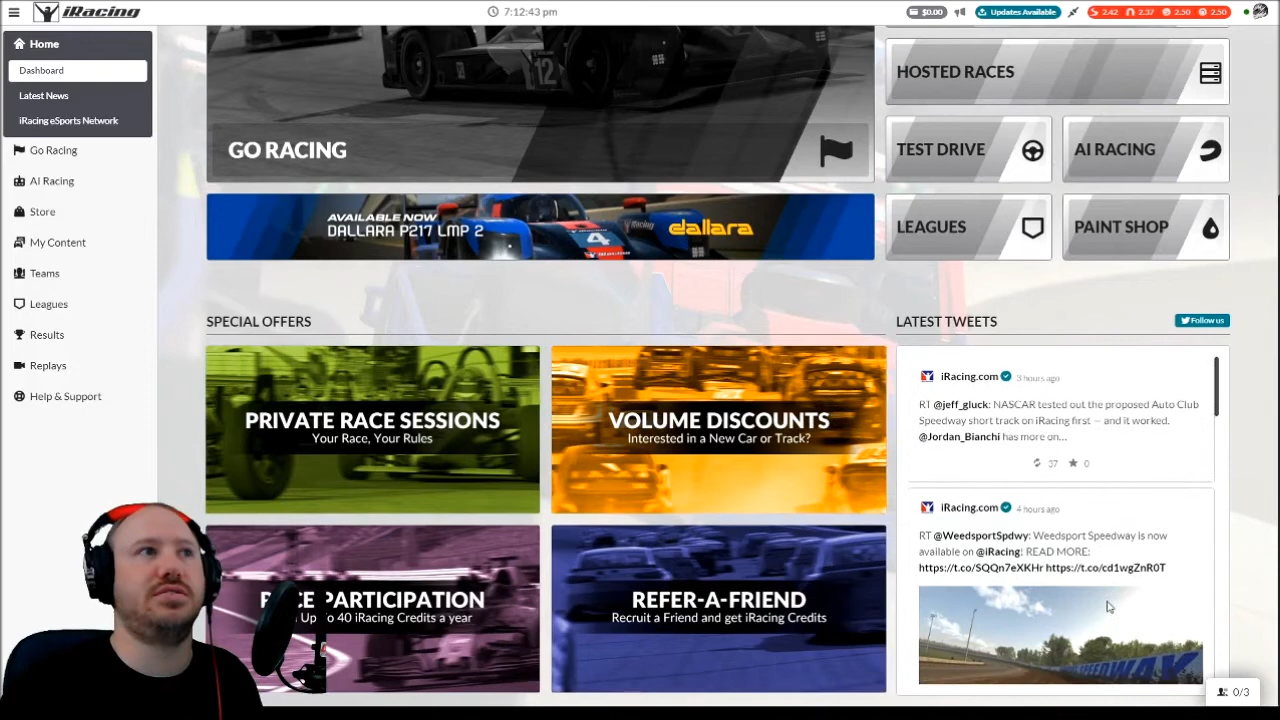 iRacing
7:12:43 pm
$0.00
Updates Available
2.42
2.37
2.50
2.50
Home
Dashboard
Latest News
iRacing eSports Network
Go Racing
AI Racing
Store
My Content
Teams
Leagues
Results
Replays
Help & Support
12
GO RACING
HOSTED RACES
TEST DRIVE
AI RACING
LEAGUES
PAINT SHOP
AVAILABLE NOW
DALLARA P217 LMP 2
4
dallara
SPECIAL OFFERS
PRIVATE RACE SESSIONS
Your Race, Your Rules
VOLUME DISCOUNTS
Interested in a New Car or Track?
PARTICIPATION
Up to 40 iRacing Credits a year
REFER-A-FRIEND
Recruit a Friend and get iRacing Credits
LATEST TWEETS
Follow us
iRacing.com 3 hours ago
RT @jeff_gluck: NASCAR tested out the proposed Auto Club
Speedway short track on iRacing first — and it worked.
@Jordan_Bianchi has more on...
37 0
iRacing.com 4 hours ago
RT @WeedsportSpdwy: Weedsport Speedway is now
available on @iRacing! READ MORE:
https://t.co/SQQn7eXKHr https://t.co/cd1wgZnR0T
0/3